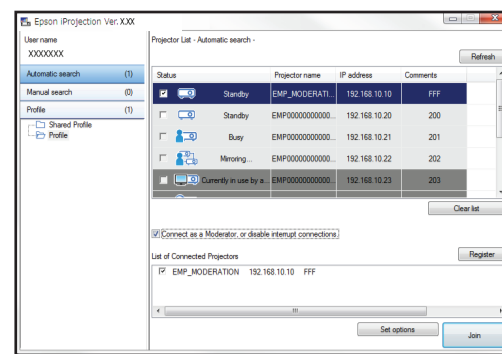 Epson iProjection Ver. X.XX
User name
XXXXXXX
Automatic search (1)
Manual search (0)
Profile (1)
Shared Profile
Profile
Projector List - Automatic search -
Refresh
Status Projector name IP address Comments
Standby EMP_MODERATI... 192.168.10.10 FFF
Standby EMP00000000000... 192.168.10.20 200
Busy EMP00000000000... 192.168.10.21 201
Mirroring... EMP00000000000... 192.168.10.22 202
Currently in use by a... EMP00000000000... 192.168.10.23 203
Clear list
Connect as a Moderator, or disable interrupt connections.
List of Connected Projectors
Register
EMP_MODERATION 192.168.10.10 FFF
Set options
Join